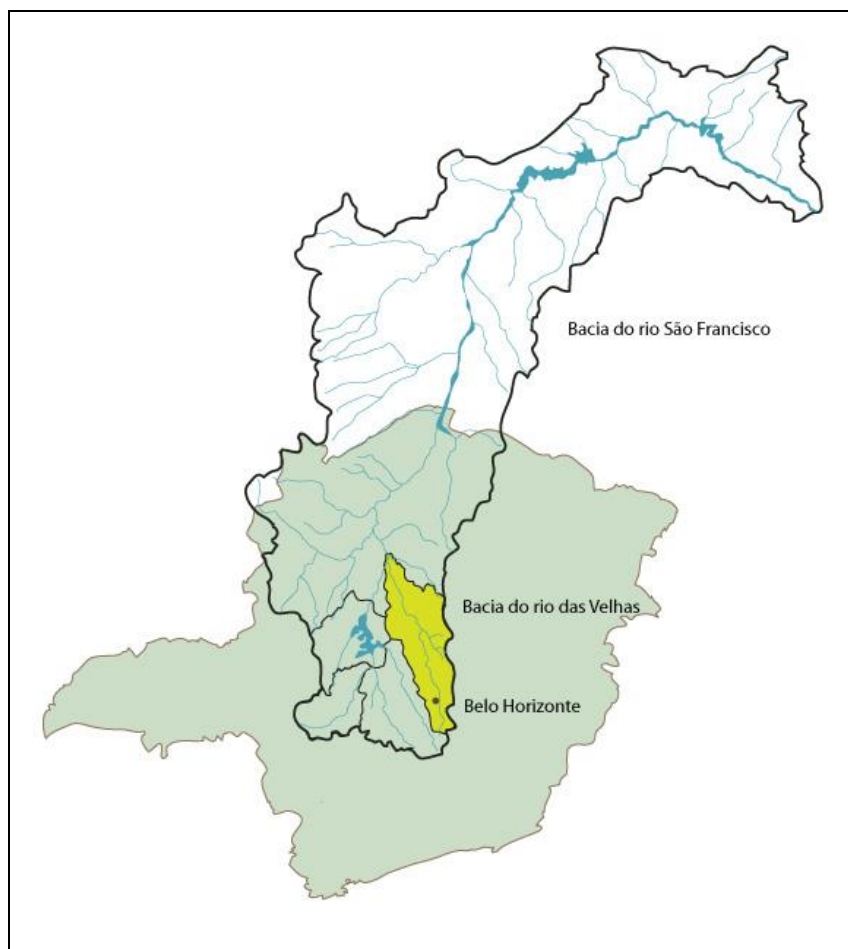 Bacia do rio São Francisco
Bacia do rio das Velhas
Belo Horizonte